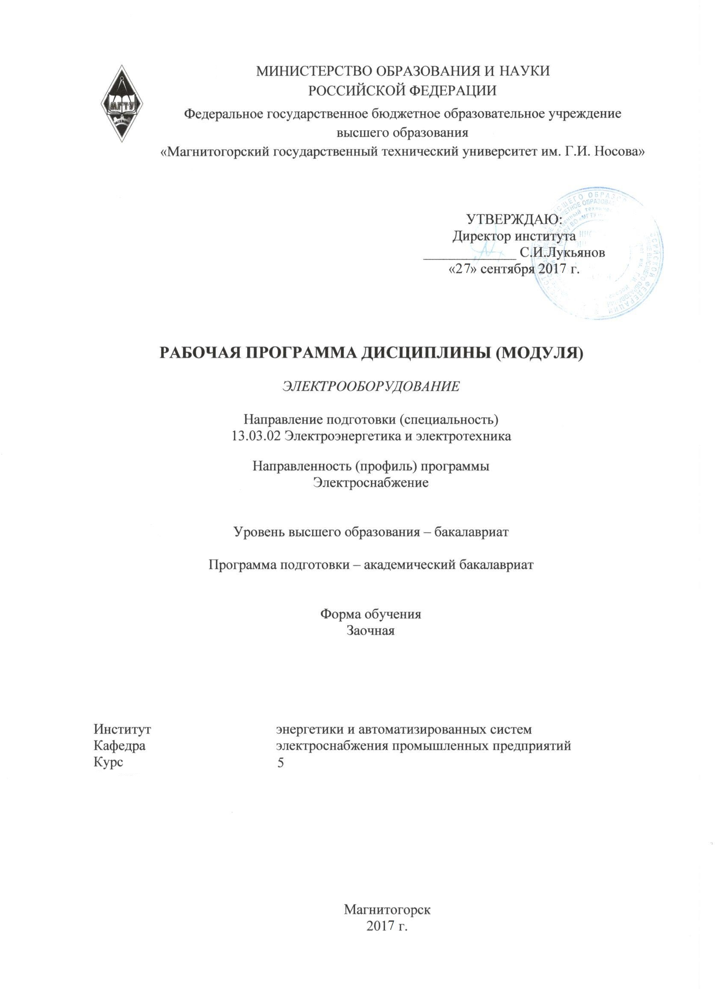 МИНИСТЕРСТВО ОБРАЗОВАНИЯ И НАУКИ
РОССИЙСКОЙ ФЕДЕРАЦИИ
Федеральное государственное бюджетное образовательное учреждение
высшего образования
«Магнитогорский государственный технический университет им. Г.И. Носова»
МГТУ
УТВЕРЖДАЮ:
Директор института
_____________ С.И.Лукьянов
«27» сентября 2017 г.
РАБОЧАЯ ПРОГРАММА ДИСЦИПЛИНЫ (МОДУЛЯ)
ЭЛЕКТРООБОРУДОВАНИЕ
Направление подготовки (специальность)
13.03.02 Электроэнергетика и электротехника
Направленность (профиль) программы
Электроснабжение
Уровень высшего образования – бакалавриат
Программа подготовки – академический бакалавриат
Форма обучения
Заочная
Институт энергетики и автоматизированных систем
Кафедра электроснабжения промышленных предприятий
Курс 5
Магнитогорск
2017 г.